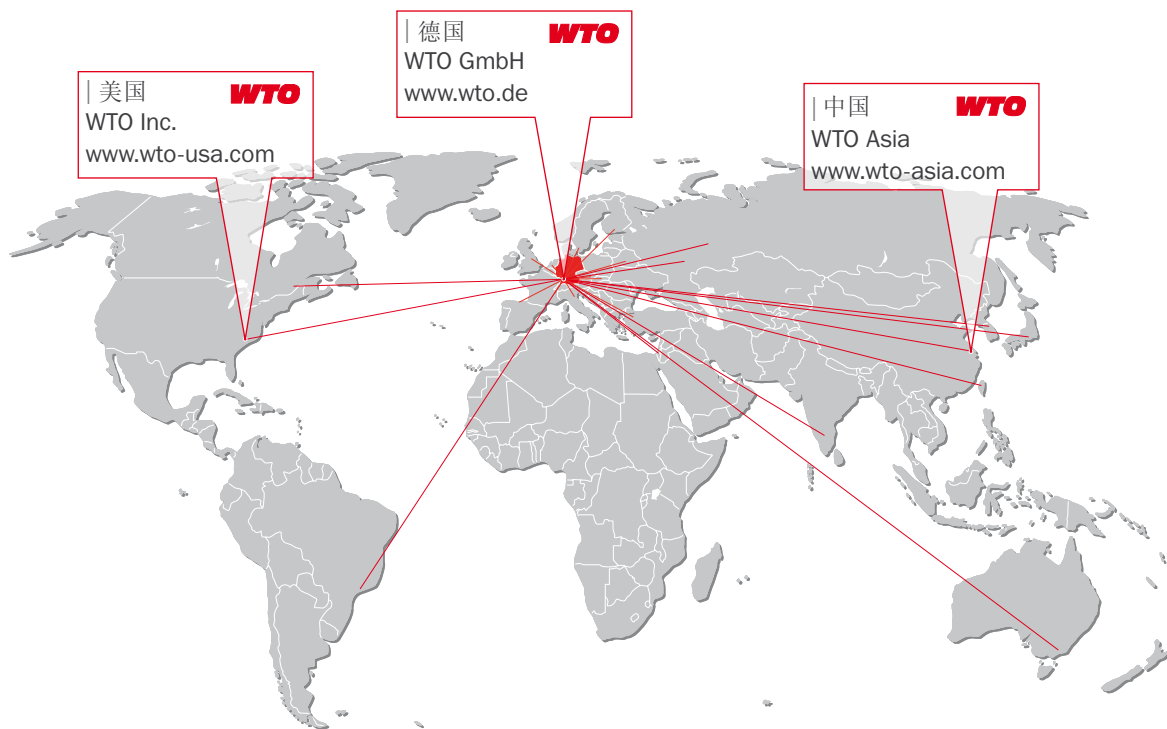 | 美国 WTO
WTO Inc.
www.wto-usa.com
| 德国 WTO
WTO GmbH
www.wto.de
| 中国 WTO
WTO Asia
www.wto-asia.com